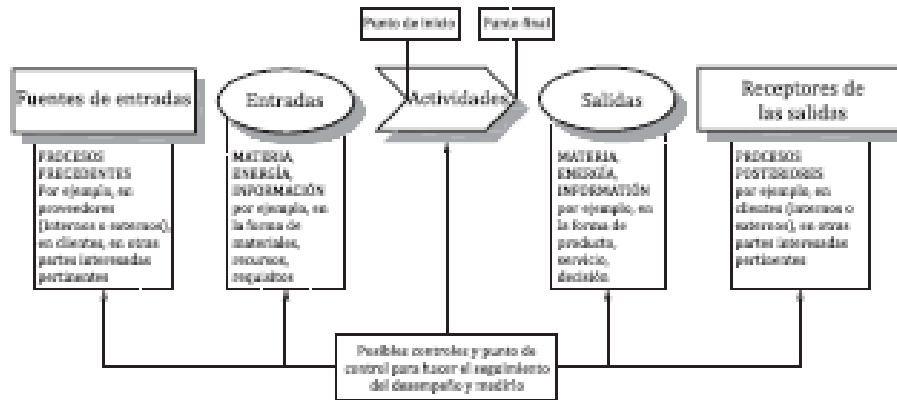 Punto de inicio
Punto final
Fuentes de entradas
Entradas
Actividades
Salidas
Receptores de
las salidas
PROCESOS
PRECEDENTES
Por ejemplo, en
proveedores
(internos o externos),
en clientes, en otras
partes interesadas
pertinentes
MATERIA,
ENERGÍA,
INFORMACIÓN
por ejemplo, en
la forma de
materiales,
recursos,
requisitos
MATERIA,
ENERGÍA,
INFORMATIÓN
por ejemplo, en
la forma de
producto,
servicio,
decisión
PROCESOS
POSTERIORES
por ejemplo, en
clientes (internos o
externos), en otras
partes interesadas
pertinentes
Posibles controles y punto de
control para hacer el seguimiento
del desempeño y medirlo